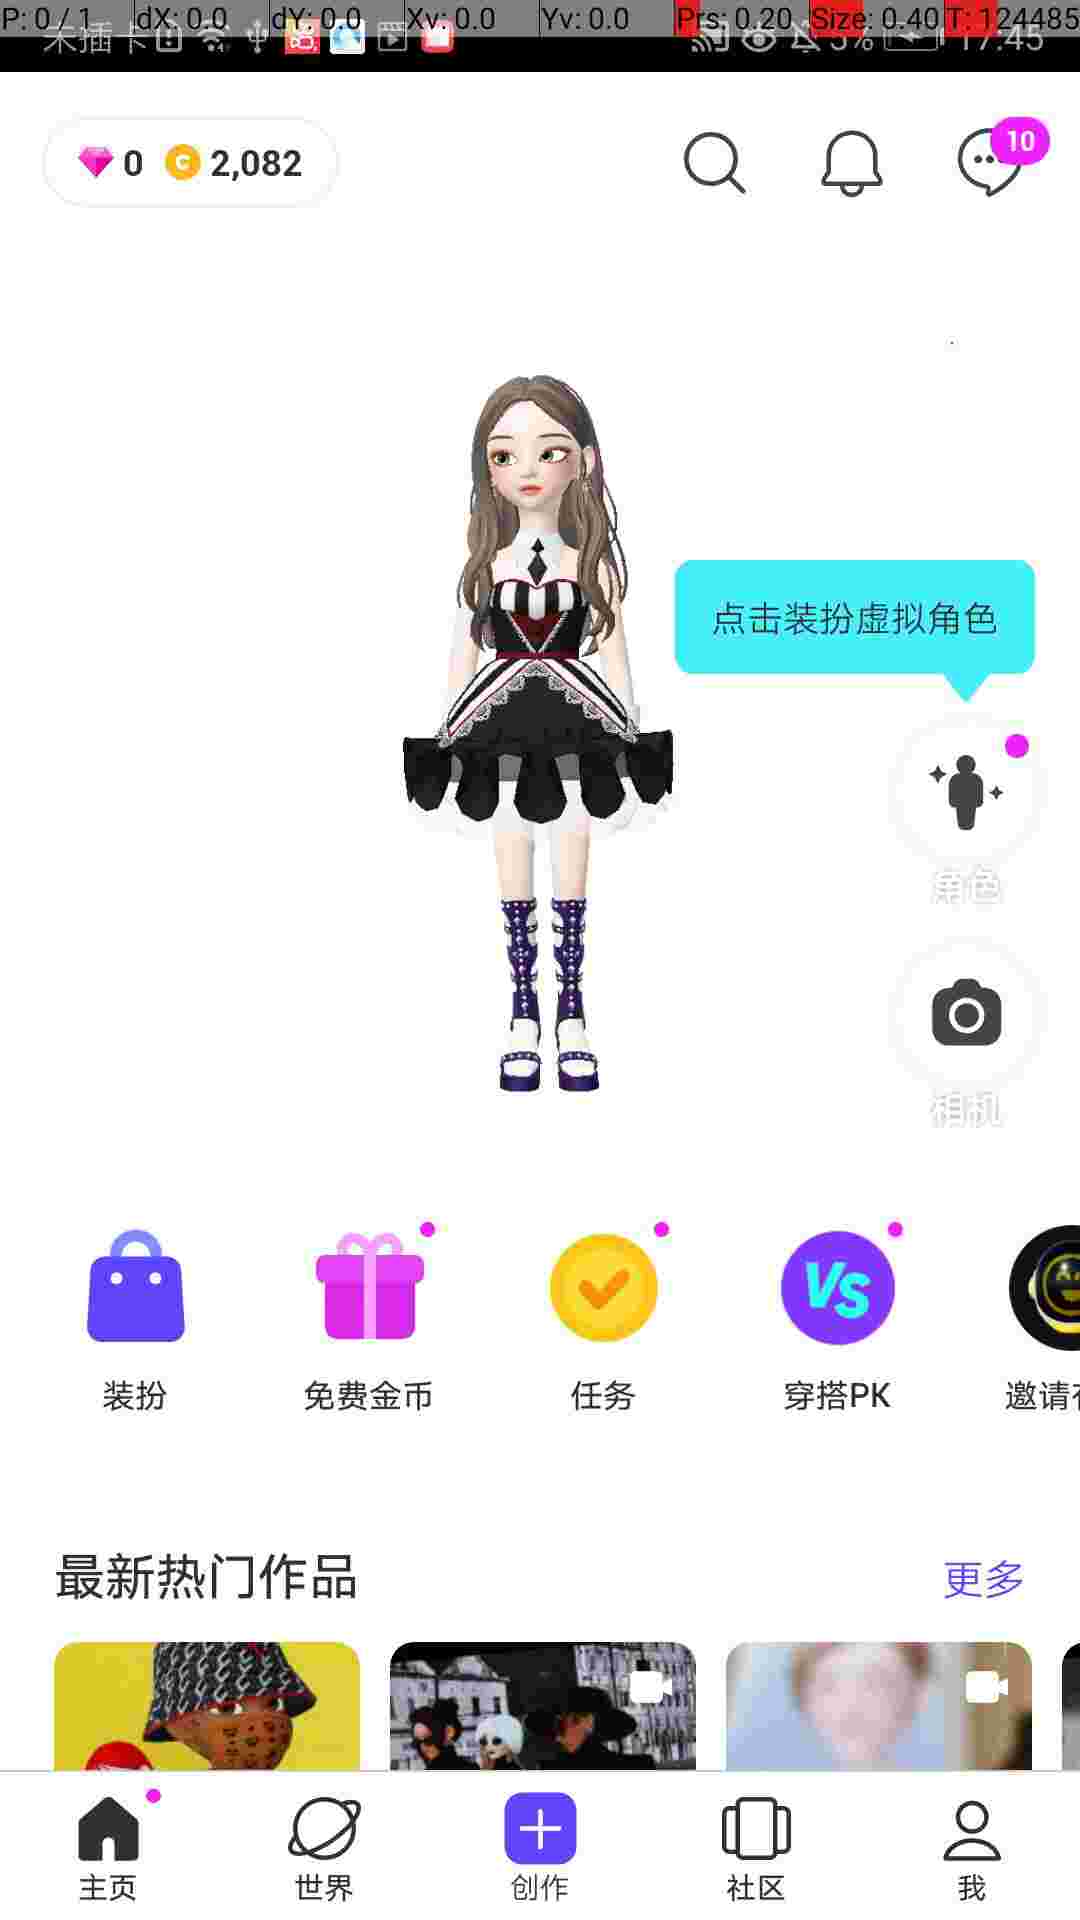 P: 0 / 1 dX: 0.0 dY: 0.0 Xv: 0.0 Yv: 0.0 Prs: 0.20 Size: 0.40 T: 124485
未插卡 5% 17:45
0 C 2,082 10
点击装扮虚拟角色
角色
相机
VS
装扮 免费金币 任务 穿搭PK 邀请
最新热门作品 更多
主页 世界 创作 社区 我